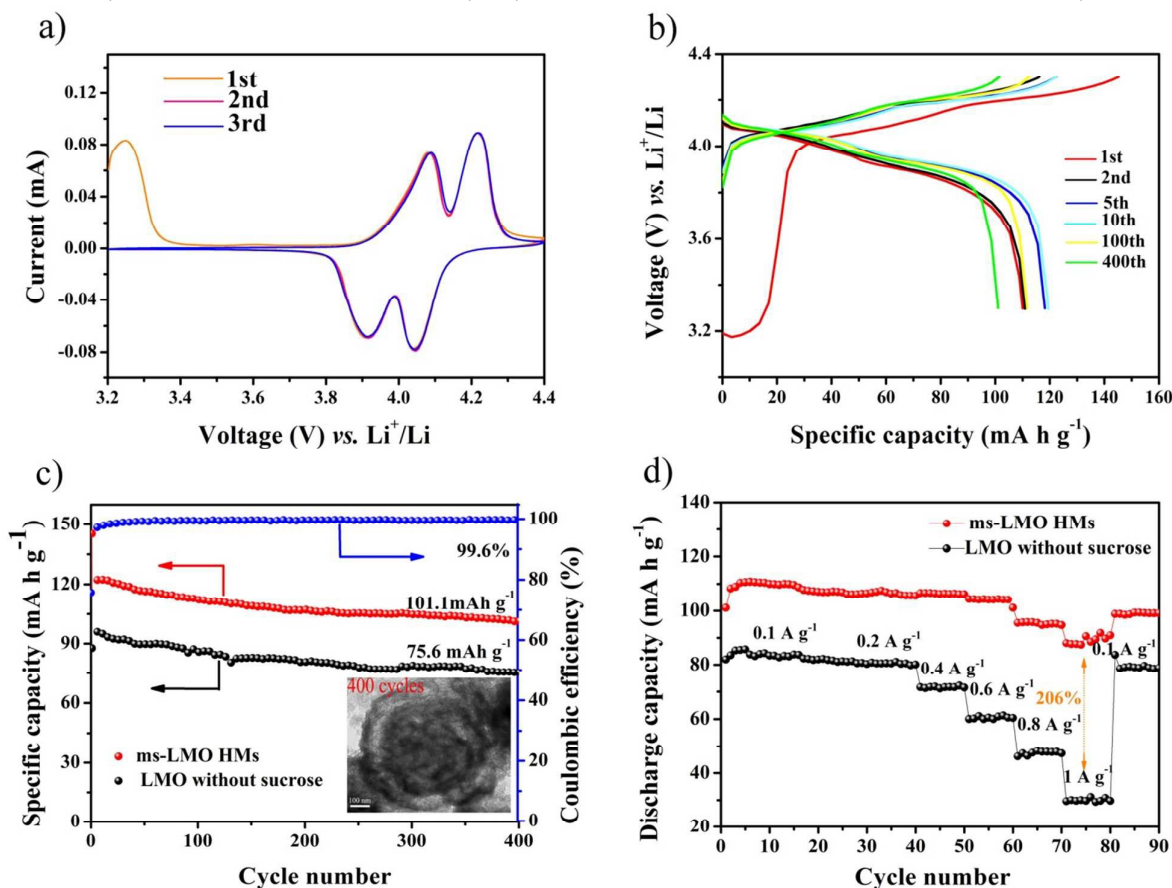 a)
0.12
0.08
0.04
0.00
-0.04
-0.08
Current (mA)
1st
2nd
3rd
3.2 3.4 3.6 3.8 4.0 4.2 4.4
Voltage (V) vs. Li+/Li
b)
4.4
4.0
3.6
3.2
Voltage (V) vs. Li+/Li
1st
2nd
5th
10th
100th
400th
0 20 40 60 80 100 120 140 160
Specific capacity (mA h g-1)
c)
150
120
90
75
60
30
0
Specific capacity (mA h g-1)
100
80
60
40
20
0
Coulombic efficiency (%)
99.6%
101.1mAh g-1
75.6 mAh g-1
400 cycles
100 nm
ms-LMO HMs
LMO without sucrose
0 100 200 300 400
Cycle number
d)
140
130
120
100
80
60
40
20
Discharge capacity (mA h g-1)
ms-LMO HMs
LMO without sucrose
0.1 A g-1
0.2 A g-1
0.4 A g-1
0.6 A g-1
0.8 A g-1
1 A g-1
0.1 A g-1
206%
0 5 10 20 30 40 50 60 70 80 90
Cycle number